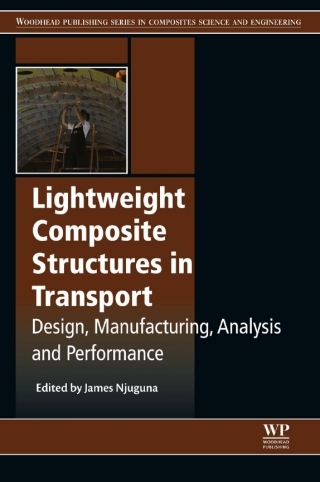 WOODHEAD PUBLISHING SERIES IN COMPOSITES SCIENCE AND ENGINEERING
Lightweight
Composite
Structures in
Transport
Design, Manufacturing, Analysis
and Performance
Edited by James Njuguna
WP
WOODHEAD
PUBLISHING